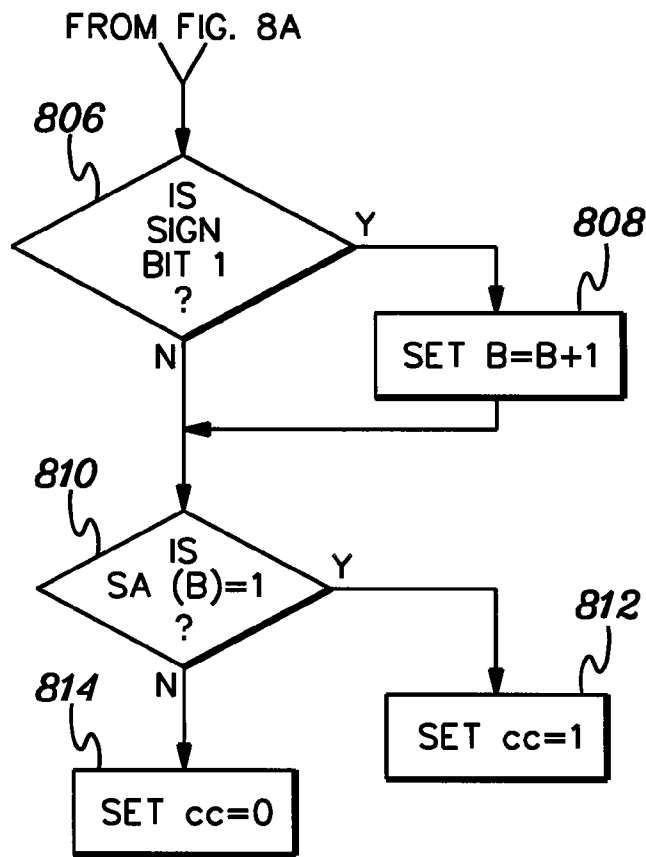 FROM FIG. 8A
806
IS
SIGN
BIT 1
?
Y
N
808
SET B=B+1
810
IS
SA (B)=1
?
Y
N
812
SET cc=1
814
SET cc=0